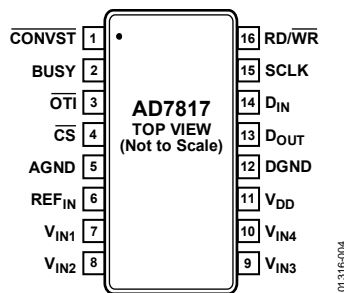 CONVST 1
BUSY 2
OTI 3
CS 4
AGND 5
REFIN 6
VIN1 7
VIN2 8
AD7817
TOP VIEW
(Not to Scale)
16 RD/WR
15 SCLK
14 DIN
13 DOUT
12 DGND
11 VDD
10 VIN4
9 VIN3
01316-004